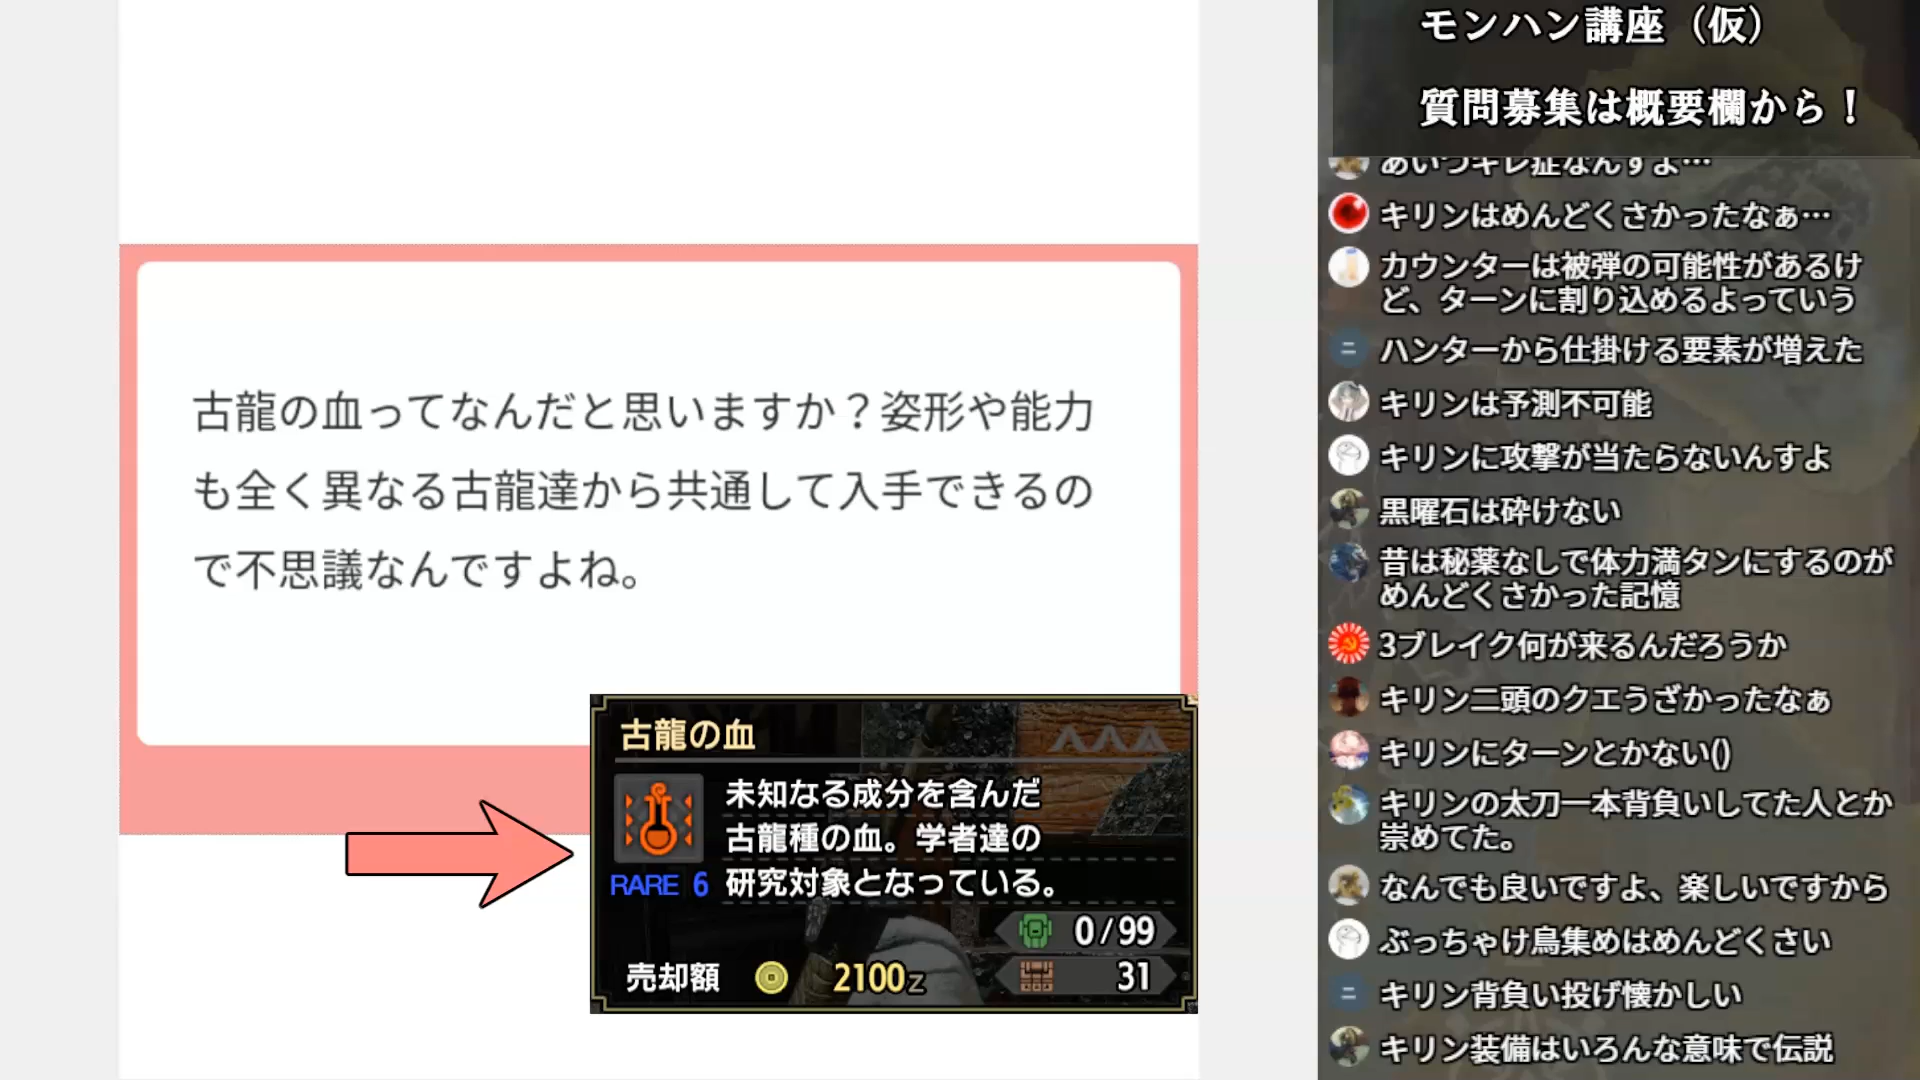 古龍の血ってなんだと思いますか？姿形や能力
も全く異なる古龍達から共通して入手できるの
で不思議なんですよね。
古龍の血
未知なる成分を含んだ
古龍種の血。学者達の
研究対象となっている。
RARE 6
0/99
売却額 2100z
31
モンハン講座（仮）
質問募集は概要欄から！
あいつキレ症なんすよ…
キリンはめんどくさかったなぁ…
カウンターは被弾の可能性があるけ
ど、ターンに割り込めるよっていう
ハンターから仕掛ける要素が増えた
キリンは予測不可能
キリンに攻撃が当たらないんすよ
黒曜石は砕けない
昔は秘薬なしで体力満タンにするのが
めんどくさかった記憶
3ブレイク何が来るんだろうか
キリン二頭のクエうざかったなぁ
キリンにターンとかない()
キリンの太刀一本背負いしてた人とか
崇めてた。
なんでも良いですよ、楽しいですから
ぶっちゃけ鳥集めはめんどくさい
キリン背負い投げ懐かしい
キリン装備はいろんな意味で伝説